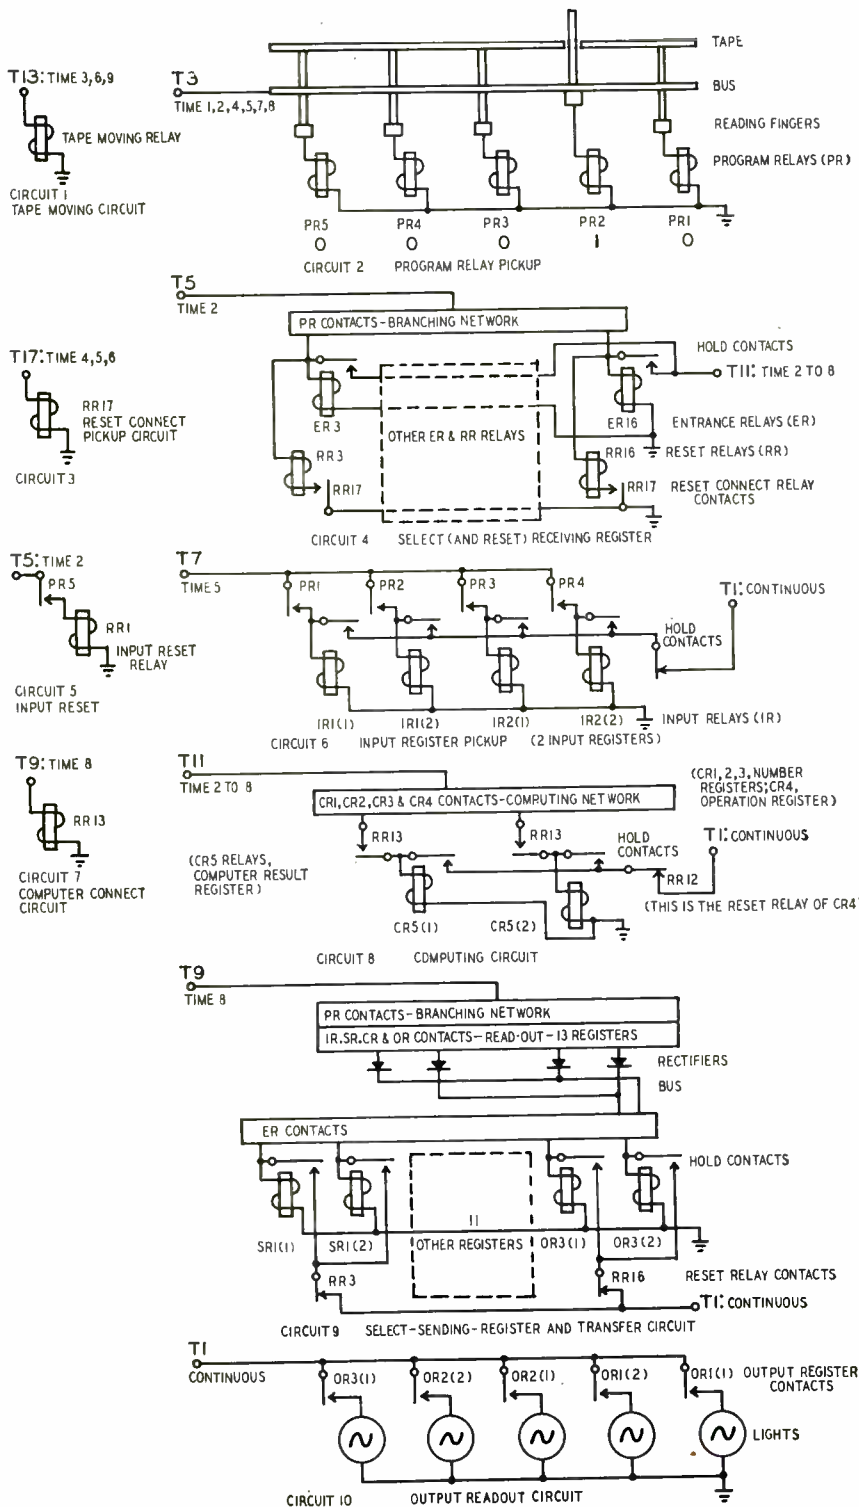 TAPE
T13: TIME 3,6,9
T3
BUS
TIME 1,2,4,5,7,8
READING FINGERS
TAPE MOVING RELAY
PROGRAM RELAYS (PR)
CIRCUIT 1
TAPE MOVING CIRCUIT
PR5 PR4 PR3 PR2 PR1
0 0 0 1 0
CIRCUIT 2 PROGRAM RELAY PICKUP
T5
TIME 2
PR CONTACTS-BRANCHING NETWORK
HOLD CONTACTS
T17: TIME 4,5,6
T11: TIME 2 TO 8
RR17
RESET CONNECT
PICKUP CIRCUIT
ER3
ER16
ENTRANCE RELAYS (ER)
OTHER ER & RR RELAYS
RR3
RR16
RESET RELAYS (RR)
CIRCUIT 3
RR17
RR17
RESET CONNECT RELAY
CONTACTS
CIRCUIT 4 SELECT (AND RESET) RECEIVING REGISTER
T5: TIME 2
T7
TIME 5
PR5
PR1 PR2 PR3 PR4
T1: CONTINUOUS
RR1
INPUT RESET
RELAY
HOLD
CONTACTS
CIRCUIT 5
INPUT RESET
IR1(1) IR1(2) IR2(1) IR2(2)
INPUT RELAYS (IR)
CIRCUIT 6 INPUT REGISTER PICKUP (2 INPUT REGISTERS)
T9: TIME 8
T11
TIME 2 TO 8
(CR1,2,3, NUMBER
REGISTERS; CR4,
OPERATION REGISTER)
CR1, CR2, CR3 & CR4 CONTACTS-COMPUTING NETWORK
RR13
RR13
RR13
HOLD
CONTACTS
T1: CONTINUOUS
(CR5 RELAYS,
COMPUTER RESULT
REGISTER)
CIRCUIT 7
COMPUTER CONNECT
CIRCUIT
RR12
(THIS IS THE RESET RELAY OF CR4)
CR5(1) CR5(2)
CIRCUIT 8 COMPUTING CIRCUIT
T9
TIME 8
PR CONTACTS-BRANCHING NETWORK
IR.SR.CR & OR CONTACTS-READ-OUT-13 REGISTERS
RECTIFIERS
BUS
ER CONTACTS
HOLD CONTACTS
11
OTHER REGISTERS
SR1(1) SR1(2) OR3(1) OR3(2)
RR3
RR16
RESET RELAY CONTACTS
T1: CONTINUOUS
CIRCUIT 9 SELECT-SENDING-REGISTER AND TRANSFER CIRCUIT
T1
CONTINUOUS
OR3(1) OR2(2) OR2(1) OR1(2) OR1(1)
OUTPUT REGISTER
CONTACTS
LIGHTS
CIRCUIT 10 OUTPUT READOUT CIRCUIT